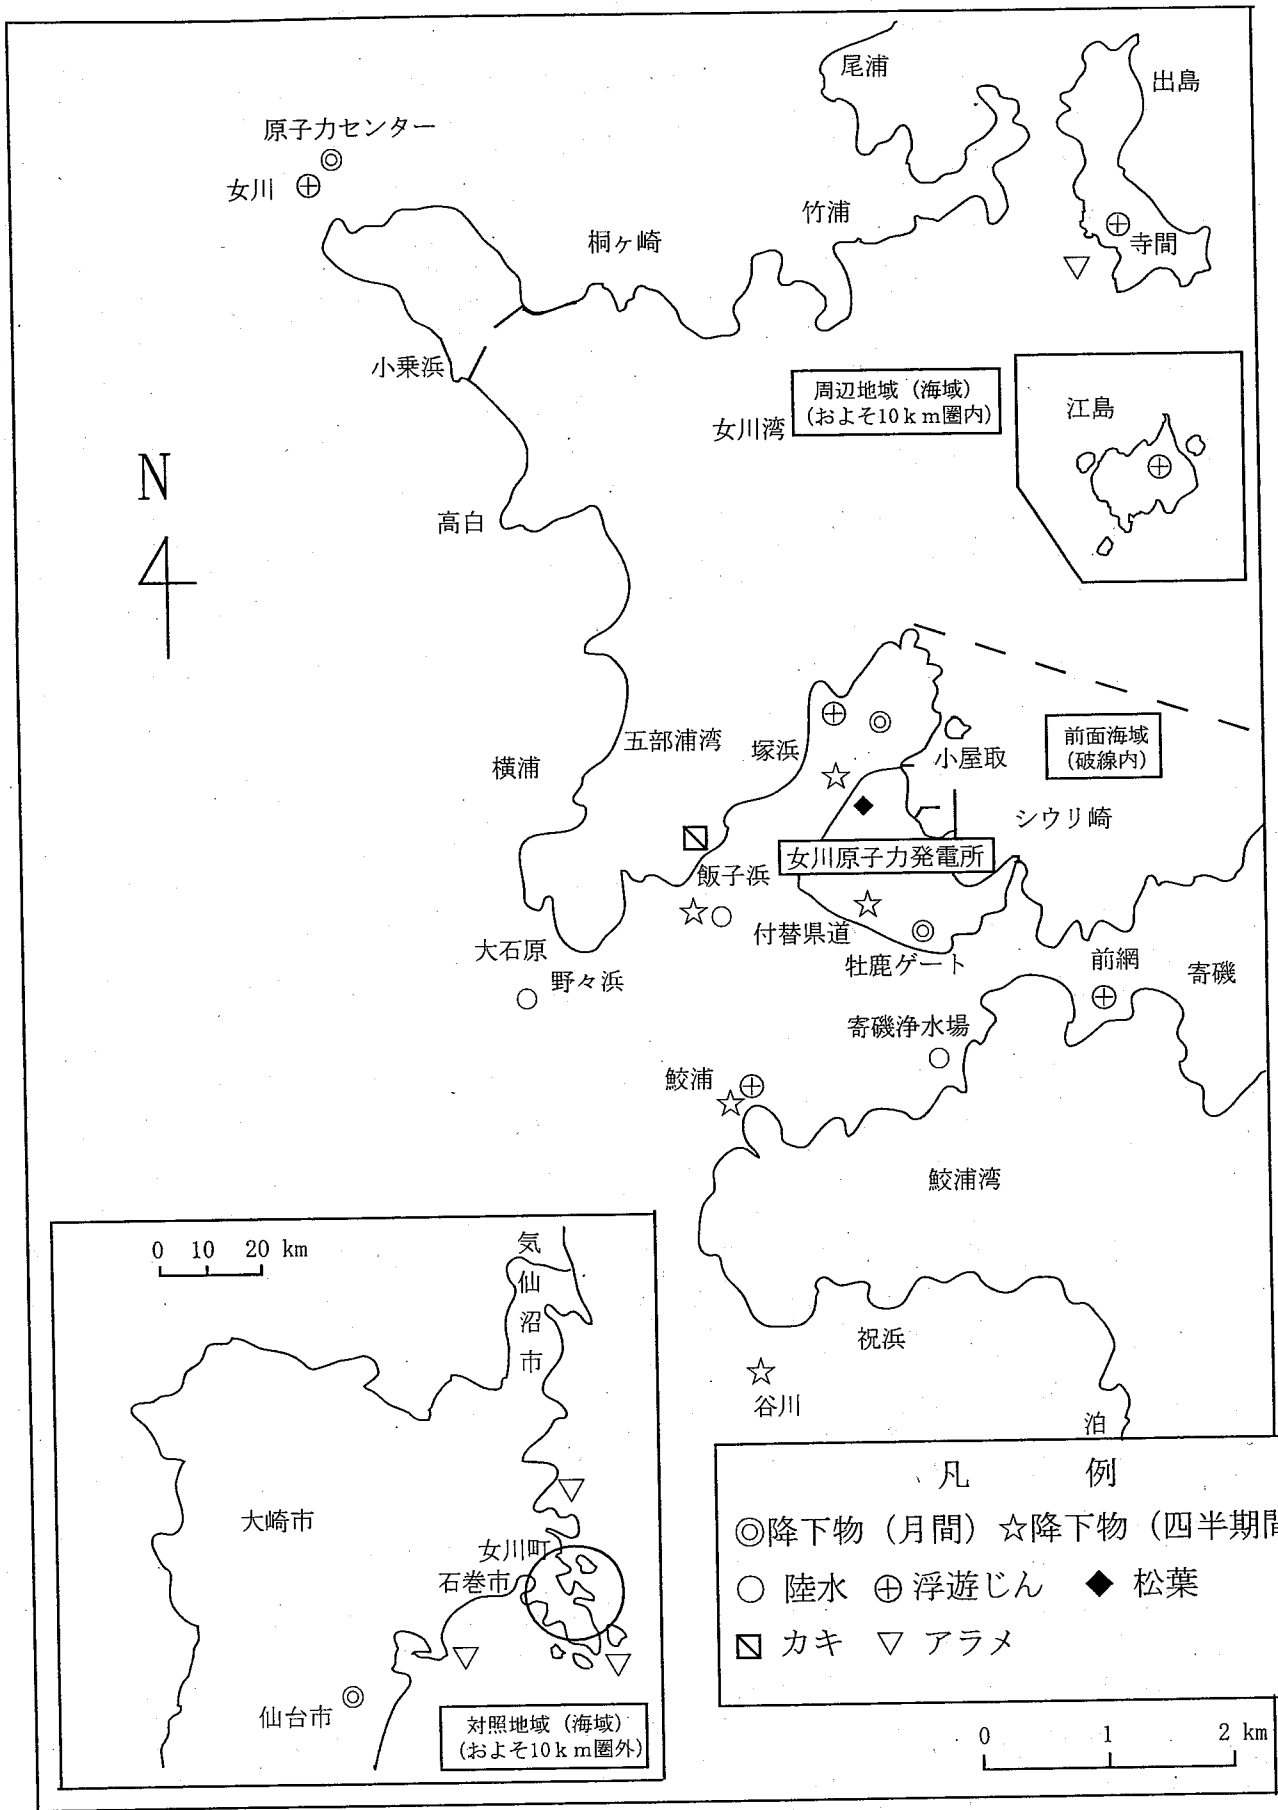 尾浦
出島
原子力センター
女川
竹浦
桐ヶ崎
寺間
小乗浜
周辺地域（海域）
(およそ10ｋｍ圏内)
女川湾
江島
N
高白
五部浦湾
塚浜
小屋取
前面海域
(破線内)
横浦
シウリ崎
女川原子力発電所
飯子浜
付替県道
大石原
野々浜
牡鹿ゲート
前網
寄磯
寄磯浄水場
鮫浦
鮫浦湾
祝浜
谷川
泊
0 10 20 km
気仙沼市
大崎市
女川町
石巻市
仙台市
対照地域（海域）
(およそ10ｋｍ圏外)
凡 例
◎降下物（月間）☆降下物（四半期間
○ 陸水 ⊕浮遊じん ◆ 松葉
カキ ▽ アラメ
0 1 2 km